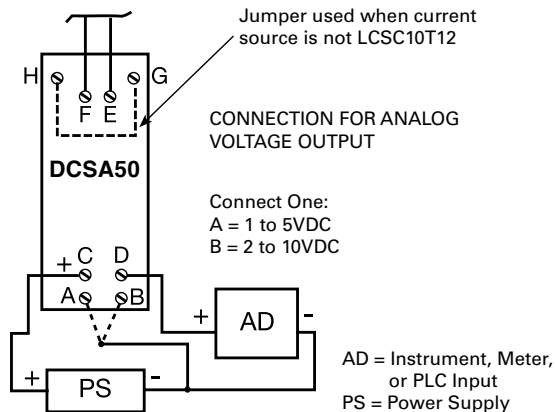 Jumper used when current
source is not LCSC10T12
H G
F E
CONNECTION FOR ANALOG
VOLTAGE OUTPUT
DCSA50
Connect One:
A = 1 to 5VDC
B = 2 to 10VDC
+ C D
A B
+ AD -
+ PS -
AD = Instrument, Meter,
or PLC Input
PS = Power Supply